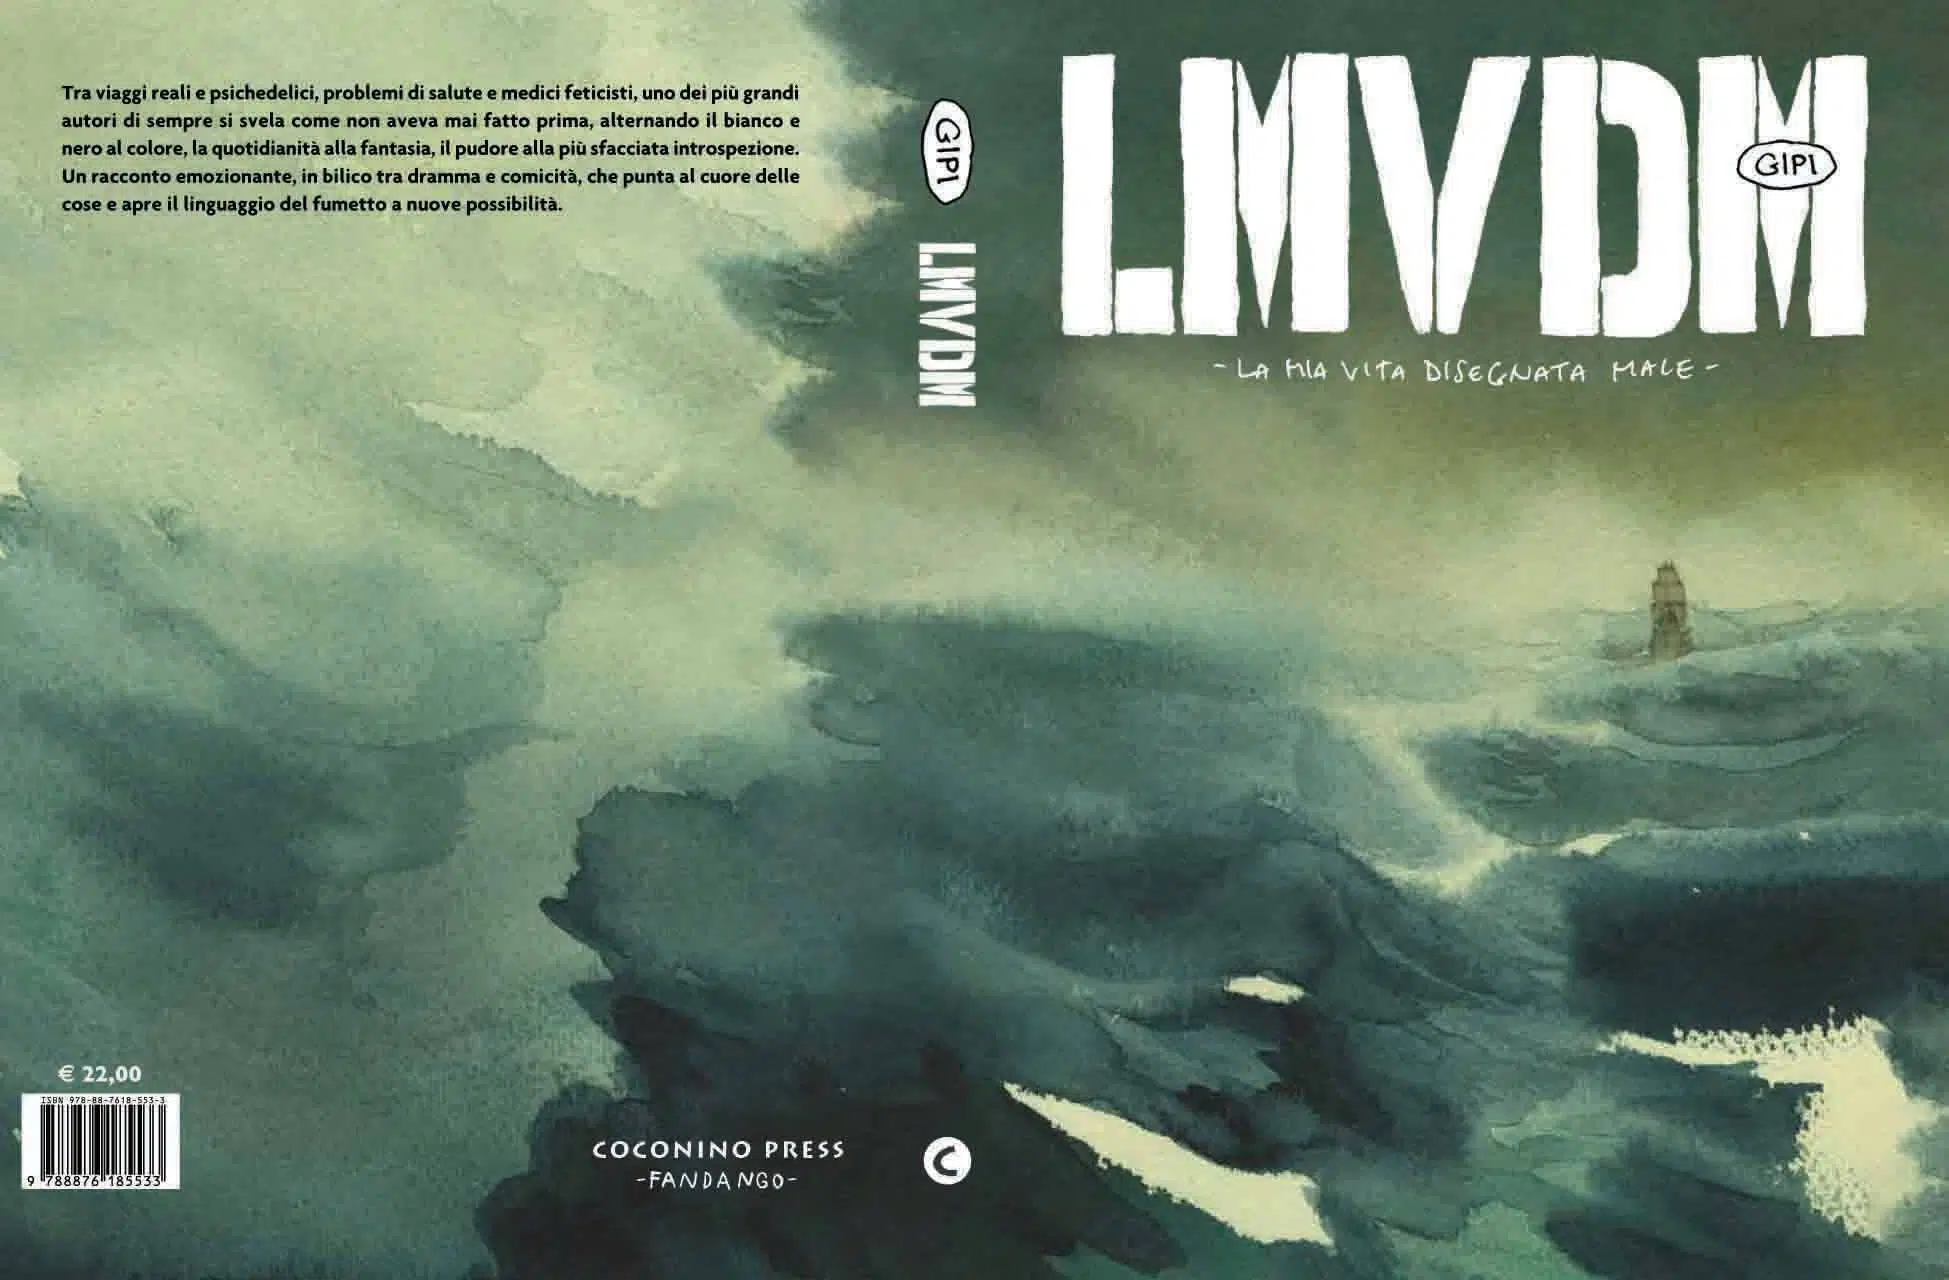 Tra viaggi reali e psichedelici, problemi di salute e medici feticisti, uno dei più grandi
autori di sempre si svela come non aveva mai fatto prima, alternando il bianco e
nero al colore, la quotidianità alla fantasia, il pudore alla più sfacciata introspezione.
Un racconto emozionante, in bilico tra dramma e comicità, che punta al cuore delle
cose e apre il linguaggio del fumetto a nuove possibilità.
€ 22,00
ISBN 978-88-7618-553-3
9 788876 185533
COCONINO PRESS
-FANDANGO-
GIPI
LMVDM
C
LMVDM
GIPI
- LA MIA VITA DISEGNATA MALE -